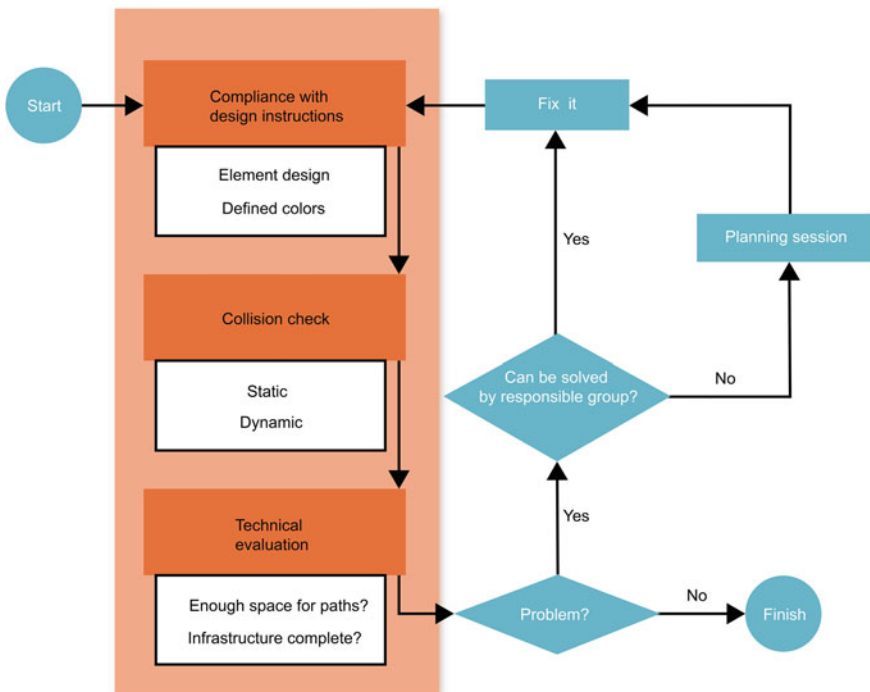 Start
Compliance with
design instructions
Element design
Defined colors
Fix it
Planning session
Yes
Collision check
Static
Dynamic
Can be solved
by responsible group?
No
Yes
Technical
evaluation
Enough space for paths?
Infrastructure complete?
Problem?
No
Finish